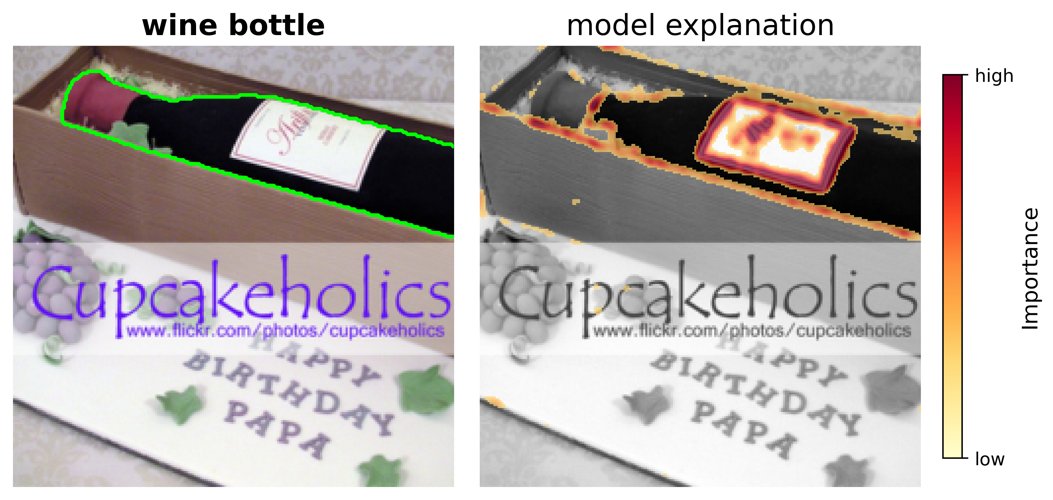 wine bottle
model explanation
Cupcakeholics
www.flickr.com/photos/cupcakeholics
HAPPY
BIRTHDAY
PAPA
Cupcakeholics
www.flickr.com/photos/cupcakeholics
HAPPY
BIRTHDAY
PAPA
high
Importance
low